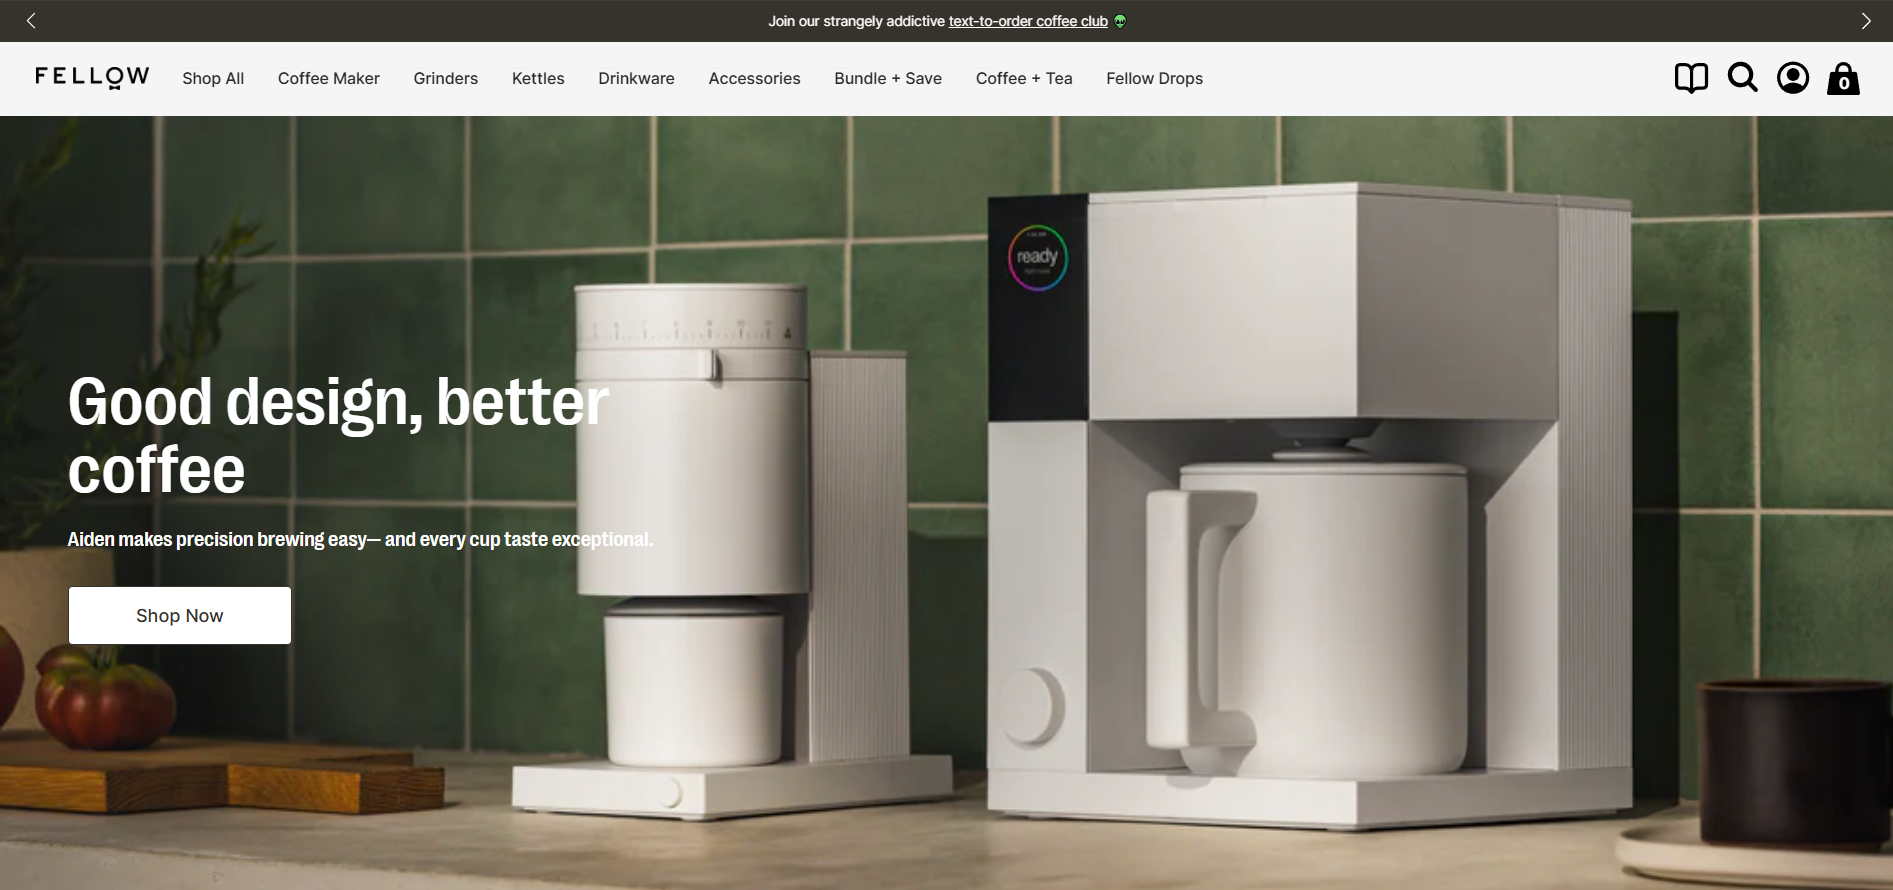 Join our strangely addictive text-to-order coffee club 👽
FELLOW
Shop All
Coffee Maker
Grinders
Kettles
Drinkware
Accessories
Bundle + Save
Coffee + Tea
Fellow Drops
0
ready
Good design, better
coffee
Aiden makes precision brewing easy— and every cup taste exceptional.
Shop Now